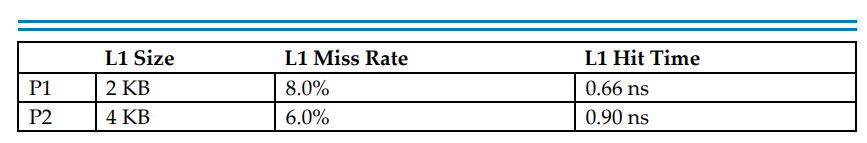 L1 Size L1 Miss Rate L1 Hit Time
P1 2 KB 8.0% 0.66 ns
P2 4 KB 6.0% 0.90 ns